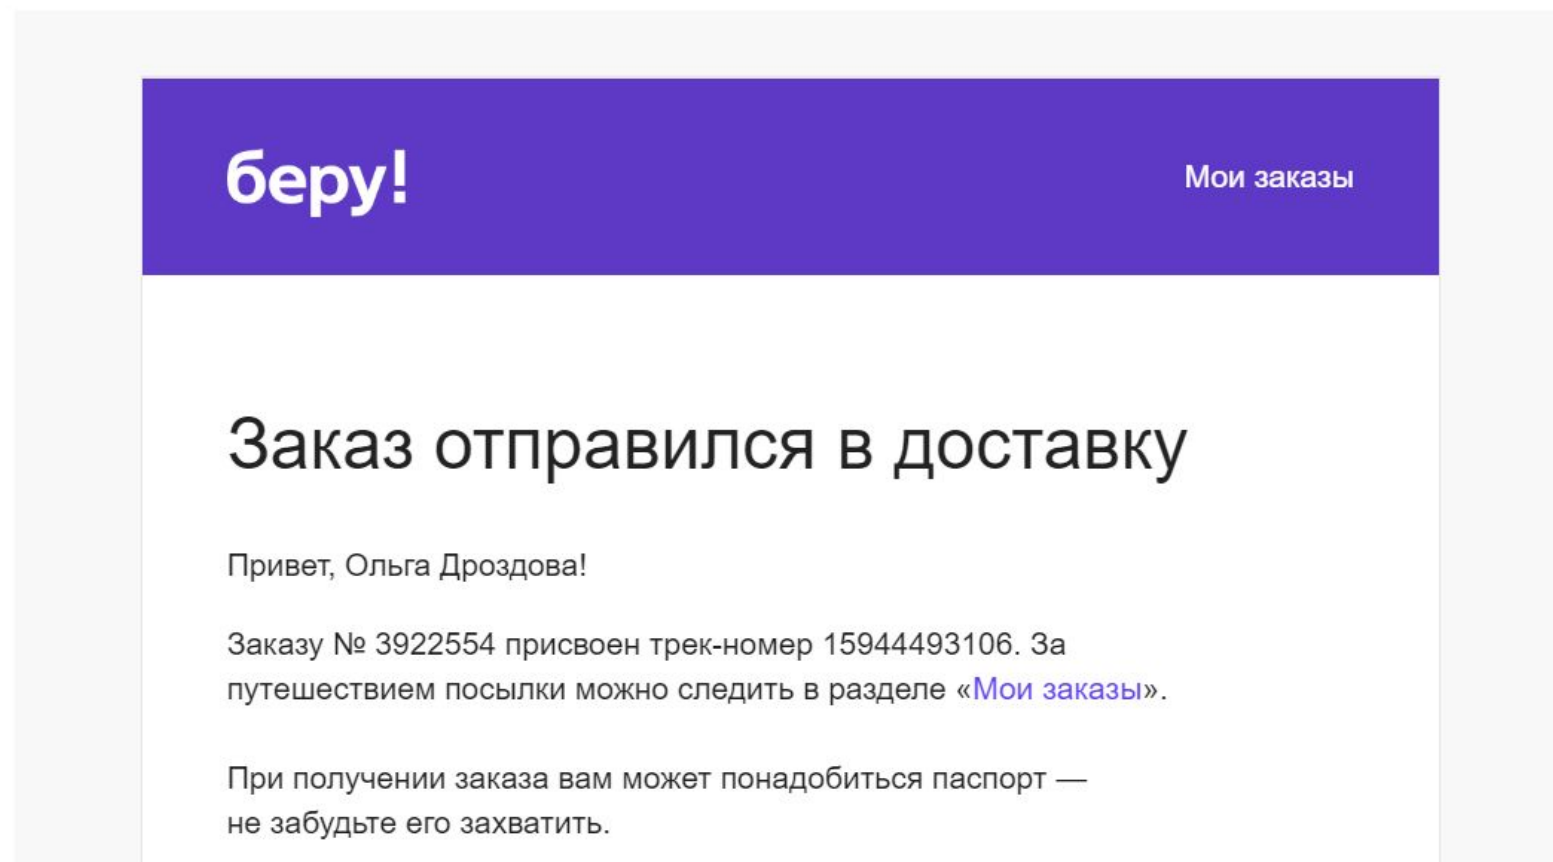 беру!
Мои заказы
Заказ отправился в доставку
Привет, Ольга Дроздова!
Заказу № 3922554 присвоен трек-номер 15944493106. За
путешествием посылки можно следить в разделе «Мои заказы».
При получении заказа вам может понадобиться паспорт —
не забудьте его захватить.